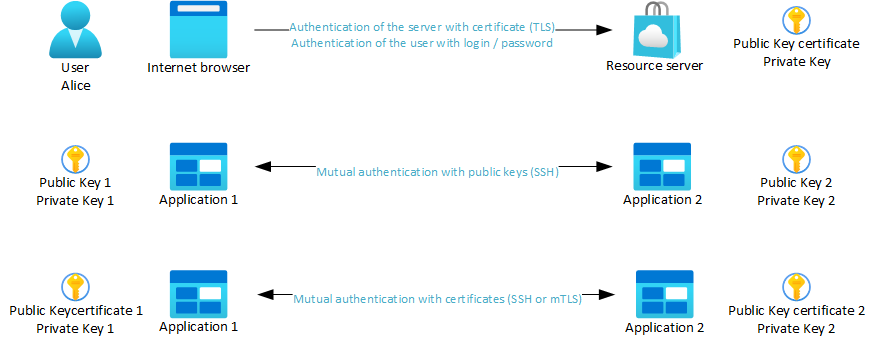 Authentication of the server with certificate (TLS)
Authentication of the user with login / password
User
Alice
Internet browser
Resource server
Public Key certificate
Private Key
Mutual authentication with public keys (SSH)
Public Key 1
Private Key 1
Application 1
Application 2
Public Key 2
Private Key 2
Mutual authentication with certificates (SSH or mTLS)
Public Keycertificate 1
Private Key 1
Application 1
Application 2
Public Key certificate 2
Private Key 2